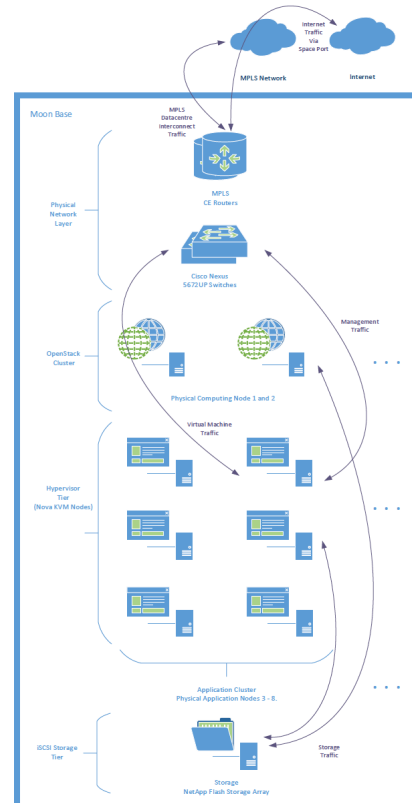 Internet
Traffic
Via
Space Port
MPLS Network
Internet
Moon Base
MPLS
Datacentre
Interconnect
Traffic
MPLS
CE Routers
Physical
Network
Layer
Cisco Nexus
5672UP Switches
Management
Traffic
OpenStack
Cluster
Physical Computing Node 1 and 2
Virtual Machine
Traffic
Hypervisor
Tier
(Nova KVM Nodes)
Application Cluster
Physical Application Nodes 3 - 8.
iSCSI Storage
Tier
Storage
Traffic
Storage
NetApp Flash Storage Array